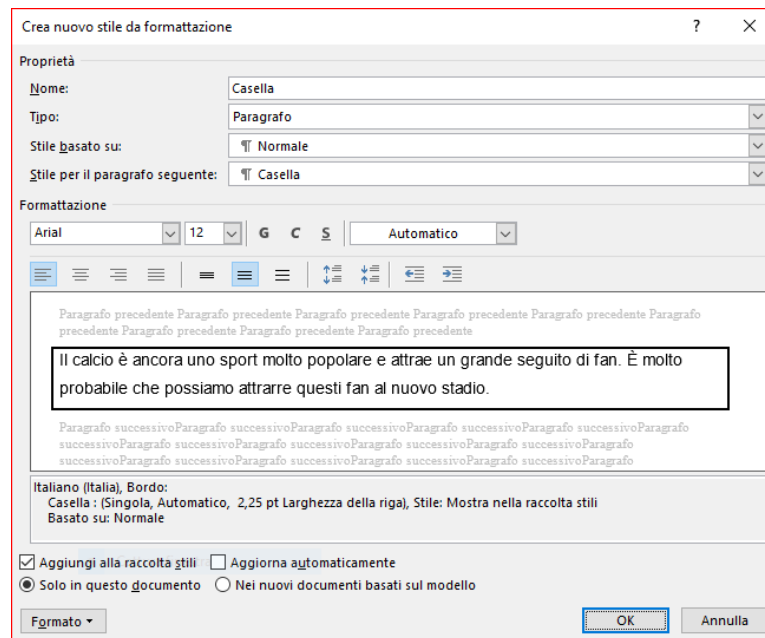 Crea nuovo stile da formattazione
Proprietà
Nome: Casella
Tipo: Paragrafo
Stile basato su: ¶ Normale
Stile per il paragrafo seguente: ¶ Casella
Formattazione
Arial 12 G C S Automatico
Paragrafo precedente Paragrafo precedente Paragrafo precedente Paragrafo precedente Paragrafo precedente Paragrafo
precedente Paragrafo precedente Paragrafo precedente Paragrafo precedente
Il calcio è ancora uno sport molto popolare e attrae un grande seguito di fan. È molto
probabile che possiamo attrarre questi fan al nuovo stadio.
Paragrafo successivoParagrafo successivoParagrafo successivoParagrafo successivoParagrafo successivoParagrafo
successivoParagrafo successivoParagrafo successivoParagrafo successivoParagrafo
successivoParagrafo successivoParagrafo successivoParagrafo successivoParagrafo
Italiano (Italia), Bordo:
Casella : (Singola, Automatico, 2,25 pt Larghezza della riga), Stile: Mostra nella raccolta stili
Basato su: Normale
Aggiungi alla raccolta stili Aggiorna automaticamente
Solo in questo documento Nei nuovi documenti basati sul modello
Formato OK Annulla